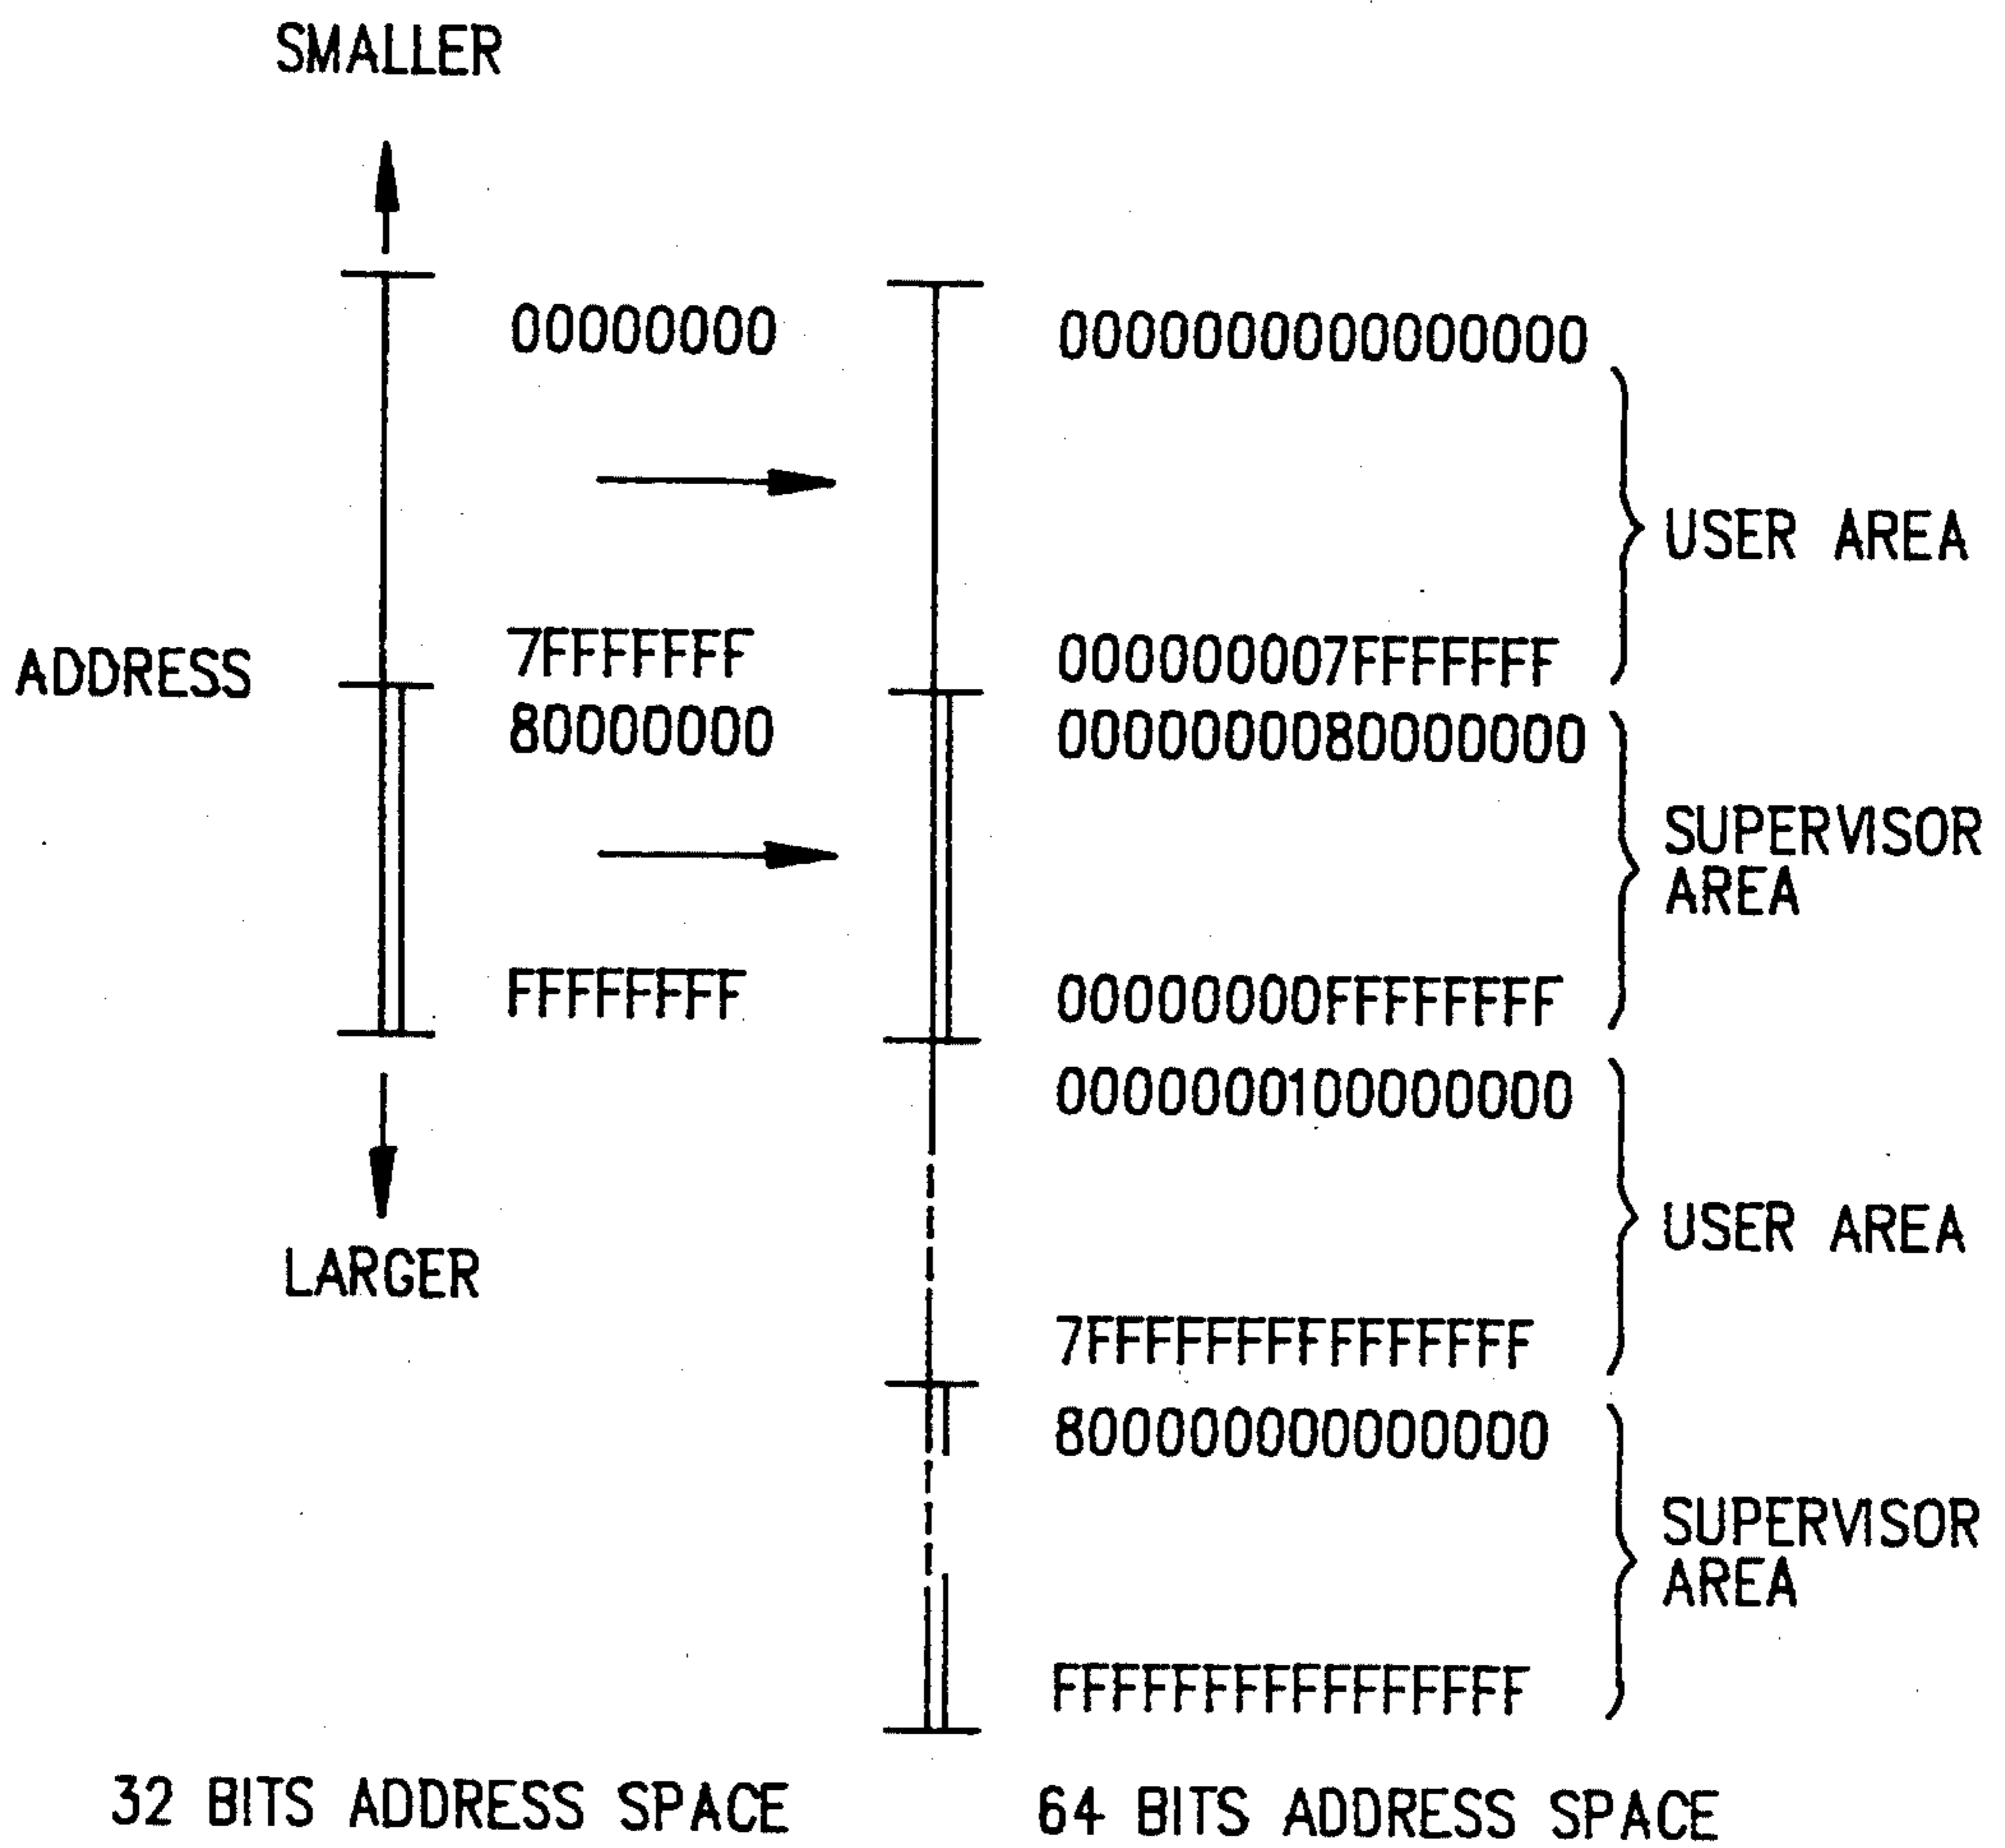 SMALLER
00000000
0000000000000000
USER AREA
ADDRESS
7FFFFFFF
000000007FFFFFFF
80000000
0000000080000000
SUPERVISOR
AREA
FFFFFFFF
00000000FFFFFFFF
0000000100000000
USER AREA
LARGER
7FFFFFFFFFFFFFFF
8000000000000000
SUPERVISOR
AREA
FFFFFFFFFFFFFFFF
32 BITS ADDRESS SPACE
64 BITS ADDRESS SPACE